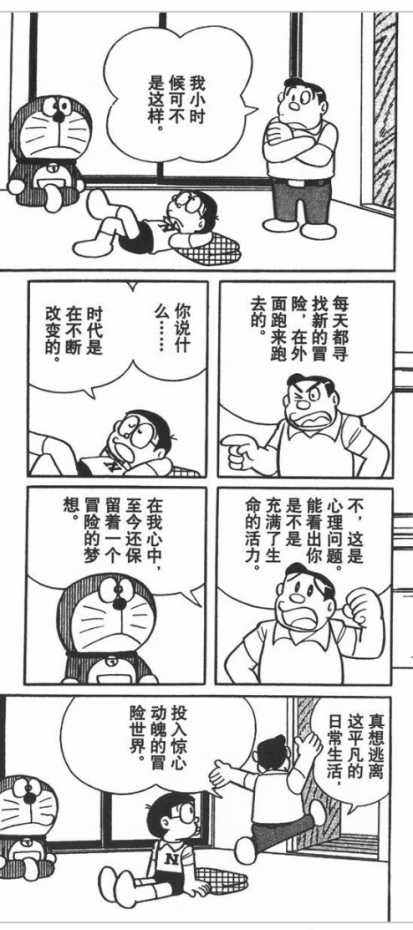 我小时
候可不
是这样。
每天都寻
找新的冒
险，在外
面跑来跑
去的。
你说什
么……
时代是
在不断
改变的。
N
不，这是
心理问题。
能看出你
是不是
充满了生
命的活力。
在我心中，
至今还保
留着一个
冒险的梦
想。
真想逃离
这平凡的
日常生活，
投入惊心
动魄的冒
险世界。
N